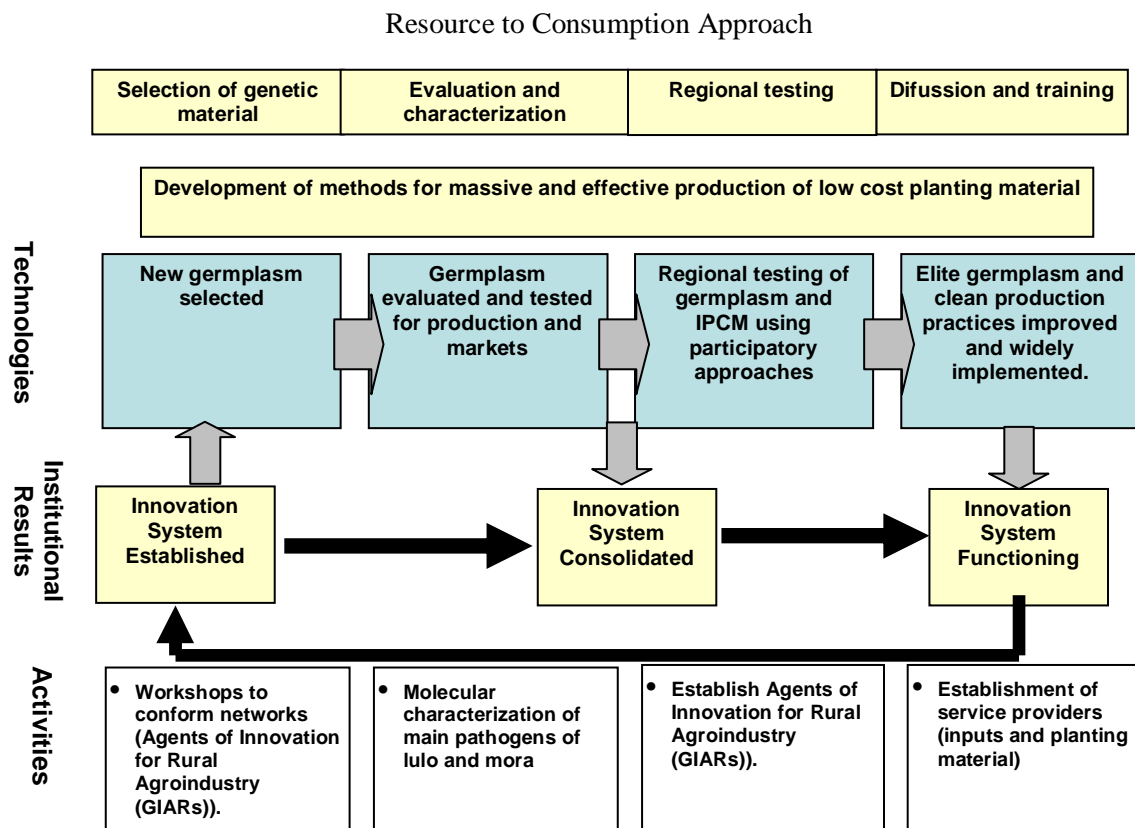 Resource to Consumption Approach
Selection of genetic
material
Evaluation and
characterization
Regional testing
Difussion and training
Development of methods for massive and effective production of low cost planting material
Technologies
New germplasm
selected
Germplasm
evaluated and tested
for production and
markets
Regional testing of
germplasm and
IPCM using
participatory
approaches
Elite germplasm and
clean production
practices improved
and widely
implemented.
Institutional
Results
Innovation
System
Established
Innovation
System
Consolidated
Innovation
System
Functioning
Activities
• Workshops to
conform networks
(Agents of Innovation
for Rural
Agroindustry
(GIARs)).
• Molecular
characterization of
main pathogens of
lulo and mora
• Establish Agents of
Innovation for Rural
Agroindustry
(GIARs)).
• Establishment of
service providers
(inputs and planting
material)